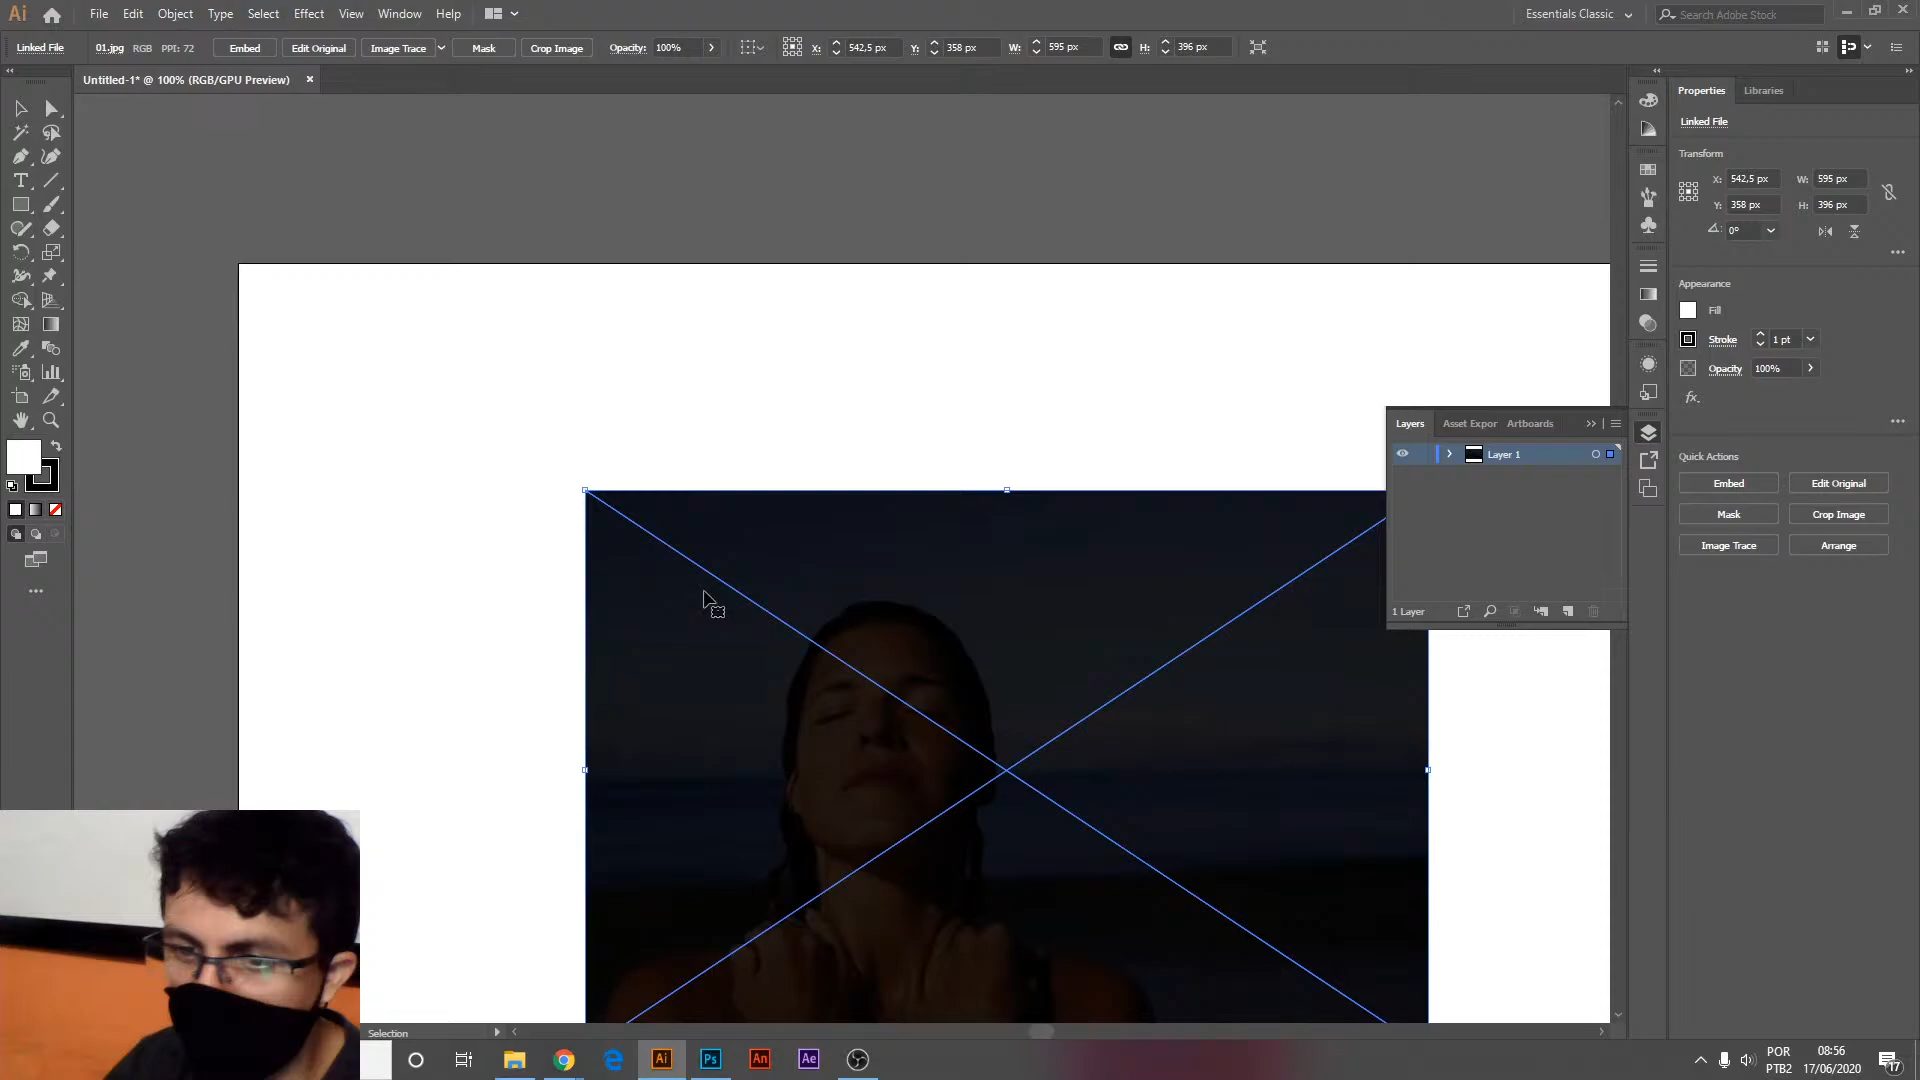 Ai File Edit Object Type Select Effect View Window Help Essentials Classic Search Adobe Stock
Linked File 01.jpg RGB PPI: 72 Embed Edit Original Image Trace Mask Crop Image Opacity: 100% X: 542,5 px Y: 358 px W: 595 px H: 396 px
Untitled-1* @ 100% (RGB/GPU Preview)
Properties Libraries
Linked File
Transform
X: 542,5 px W: 595 px
Y: 358 px H: 396 px
0°
Appearance
Fill
Stroke 1 pt
Opacity 100%
fx.
Layers Asset Expor Artboards
Layer 1
1 Layer
Quick Actions
Embed Edit Original
Mask Crop Image
Image Trace Arrange
Selection
Ai Ps An Ae
POR
PTB2
08:56
17/06/2020
17